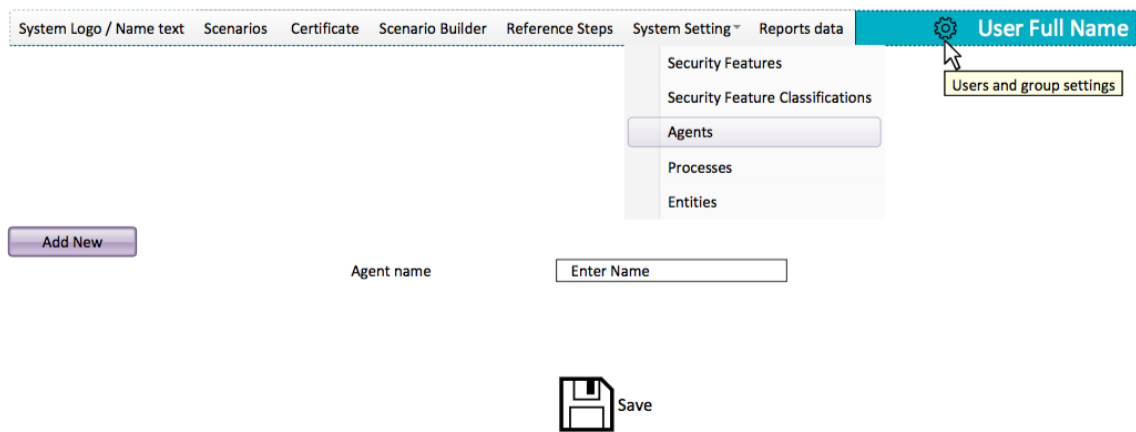 System Logo / Name text Scenarios Certificate Scenario Builder Reference Steps System Setting Reports data User Full Name
Users and group settings
Security Features
Security Feature Classifications
Agents
Processes
Entities
Add New
Agent name Enter Name
Save